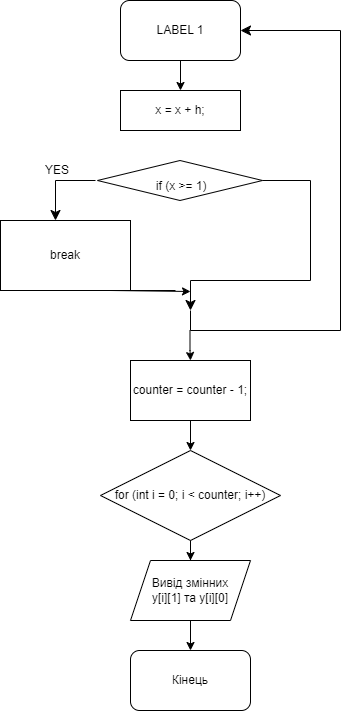 LABEL 1
x = x + h;
YES
if (x >= 1)
break
counter = counter - 1;
for (int i = 0; i < counter; i++)
Вивід змінних
y[i][1] та y[i][0]
Кінець